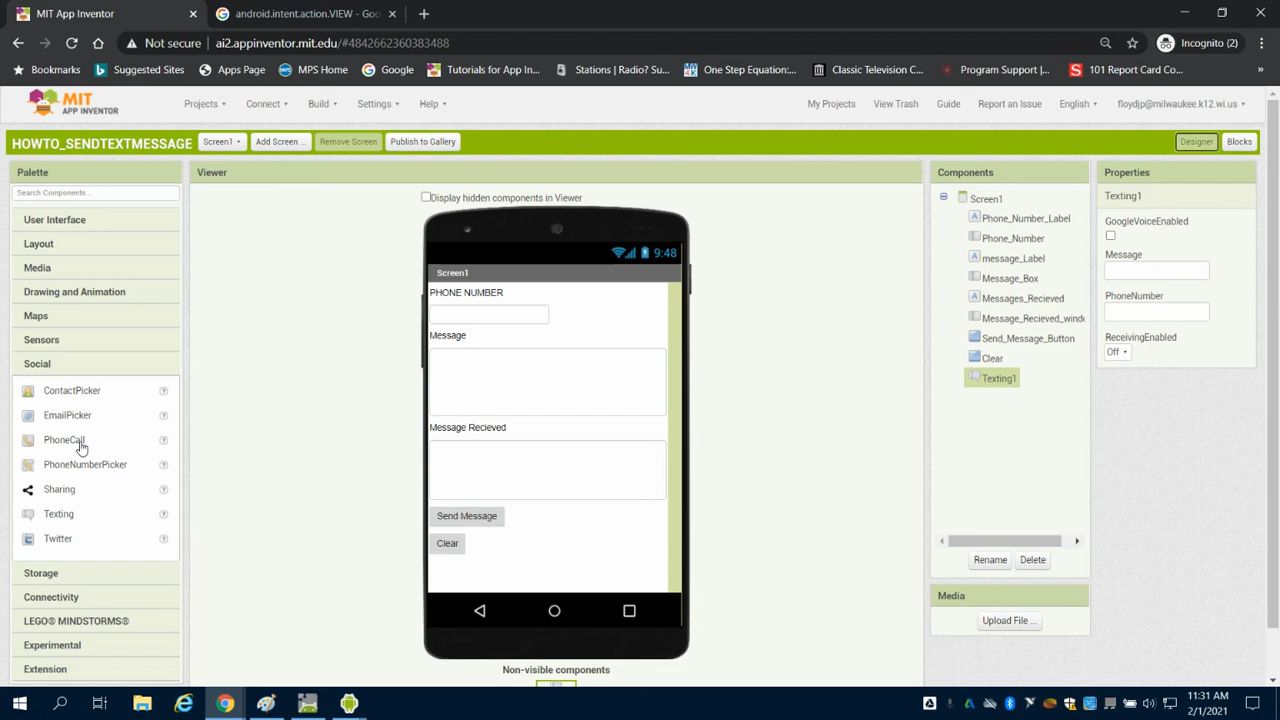 MIT App Inventor
android.intent.action.VIEW - Goo
Not secure
ai2.appinventor.mit.edu/#4842662360383488
Incognito (2)
Bookmarks
Suggested Sites
Apps Page
MPS Home
Google
Tutorials for App In...
Stations | Radio? Su...
One Step Equation:...
Classic Television C...
Program Support |...
101 Report Card Co...
»
MIT
APP INVENTOR
Projects
Connect
Build
Settings
Help
My Projects
View Trash
Guide
Report an Issue
English
floydjp@milwaukee.k12.wi.us
HOWTO_SENDTEXTMESSAGE
Screen1
Add Screen ...
Remove Screen
Publish to Gallery
Designer
Blocks
Palette
Search Components...
User Interface
Layout
Media
Drawing and Animation
Maps
Sensors
Social
ContactPicker
EmailPicker
PhoneCall
PhoneNumberPicker
Sharing
Texting
Twitter
Storage
Connectivity
LEGO® MINDSTORMS®
Experimental
Extension
Viewer
Display hidden components in Viewer
9:48
Screen1
PHONE NUMBER
Message
Message Recieved
Send Message
Clear
Non-visible components
Components
Screen1
Phone_Number_Label
Phone_Number
message_Label
Message_Box
Messages_Recieved
Message_Recieved_windo
Send_Message_Button
Clear
Texting1
Rename
Delete
Media
Upload File ...
Properties
Texting1
GoogleVoiceEnabled
Message
PhoneNumber
ReceivingEnabled
Off
11:31 AM
2/1/2021